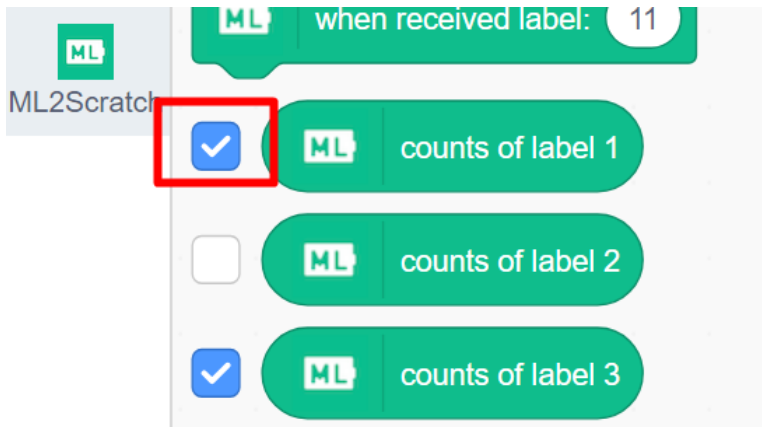 ML when received label: 11
ML
ML2Scratch
ML counts of label 1
ML counts of label 2
ML counts of label 3